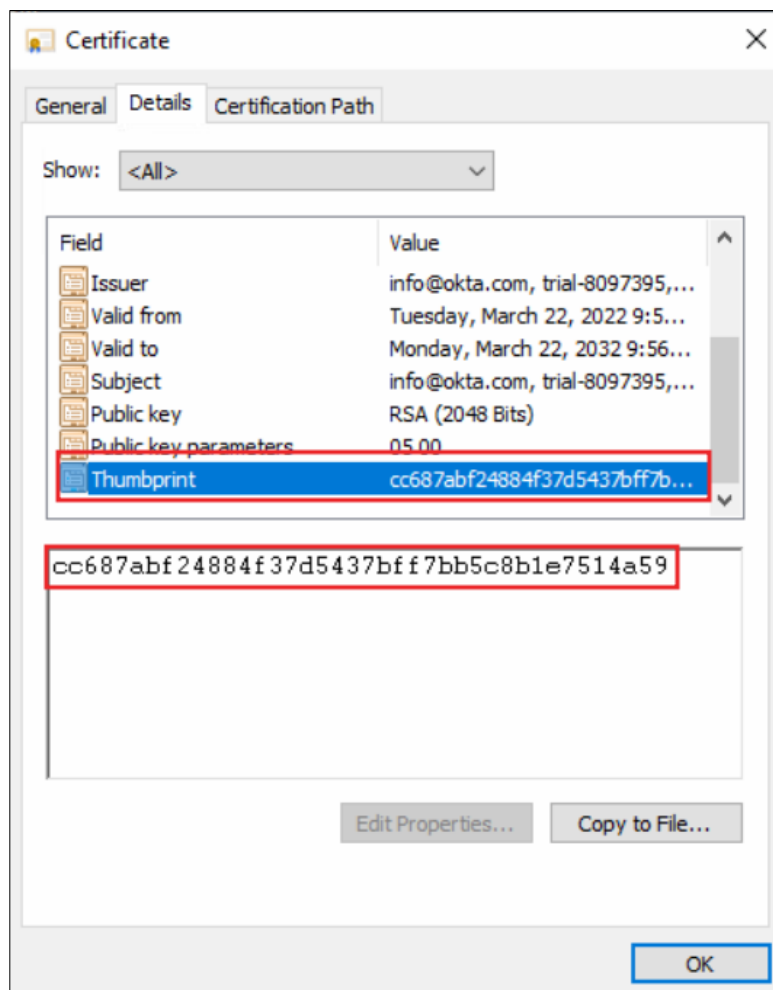 Certificate
General Details Certification Path
Show: <All>
Field Value
Issuer info@okta.com, trial-8097395,...
Valid from Tuesday, March 22, 2022 9:5...
Valid to Monday, March 22, 2032 9:56...
Subject info@okta.com, trial-8097395,...
Public key RSA (2048 Bits)
Public key parameters 05 00
Thumbprint cc687abf24884f37d5437bff7b...
cc687abf24884f37d5437bff7bb5c8b1e7514a59
Edit Properties... Copy to File...
OK